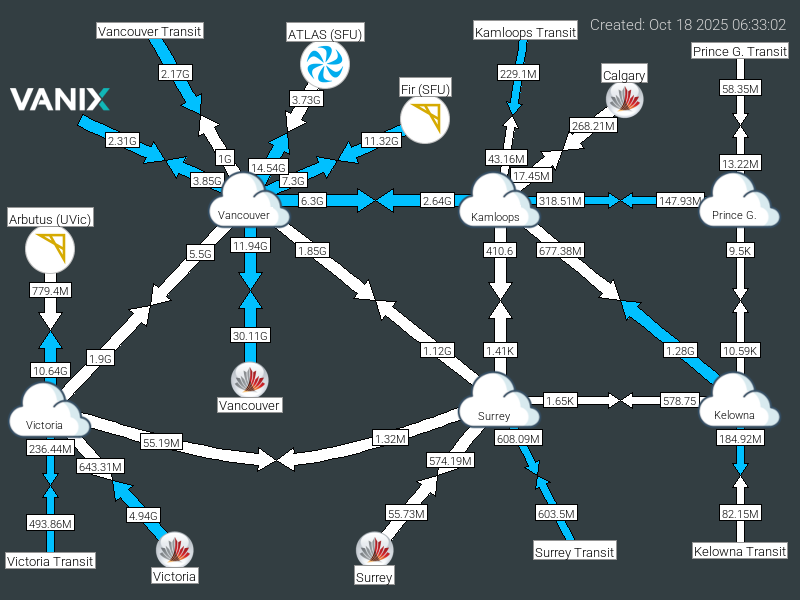 Created: Oct 18 2025 06:33:02
Vancouver Transit
ATLAS (SFU)
Kamloops Transit
Prince G. Transit
2.17G
229.1M
Calgary
58.35M
VANIX
3.73G
Fir (SFU)
268.21M
2.31G
11.32G
1G
43.16M
13.22M
14.54G
17.45M
3.85G
7.3G
6.3G
2.64G
318.51M
147.93M
Vancouver
Kamloops
Prince G.
Arbutus (UVic)
11.94G
5.5G
1.85G
410.6
677.38M
9.5K
779.4M
30.11G
1.9G
1.12G
1.41K
1.28G
10.59K
10.64G
Vancouver
1.65K
578.75
Victoria
Surrey
Kelowna
236.44M
55.19M
1.32M
608.09M
184.92M
643.31M
574.19M
493.86M
4.94G
55.73M
603.5M
82.15M
Victoria Transit
Victoria
Surrey
Surrey Transit
Kelowna Transit